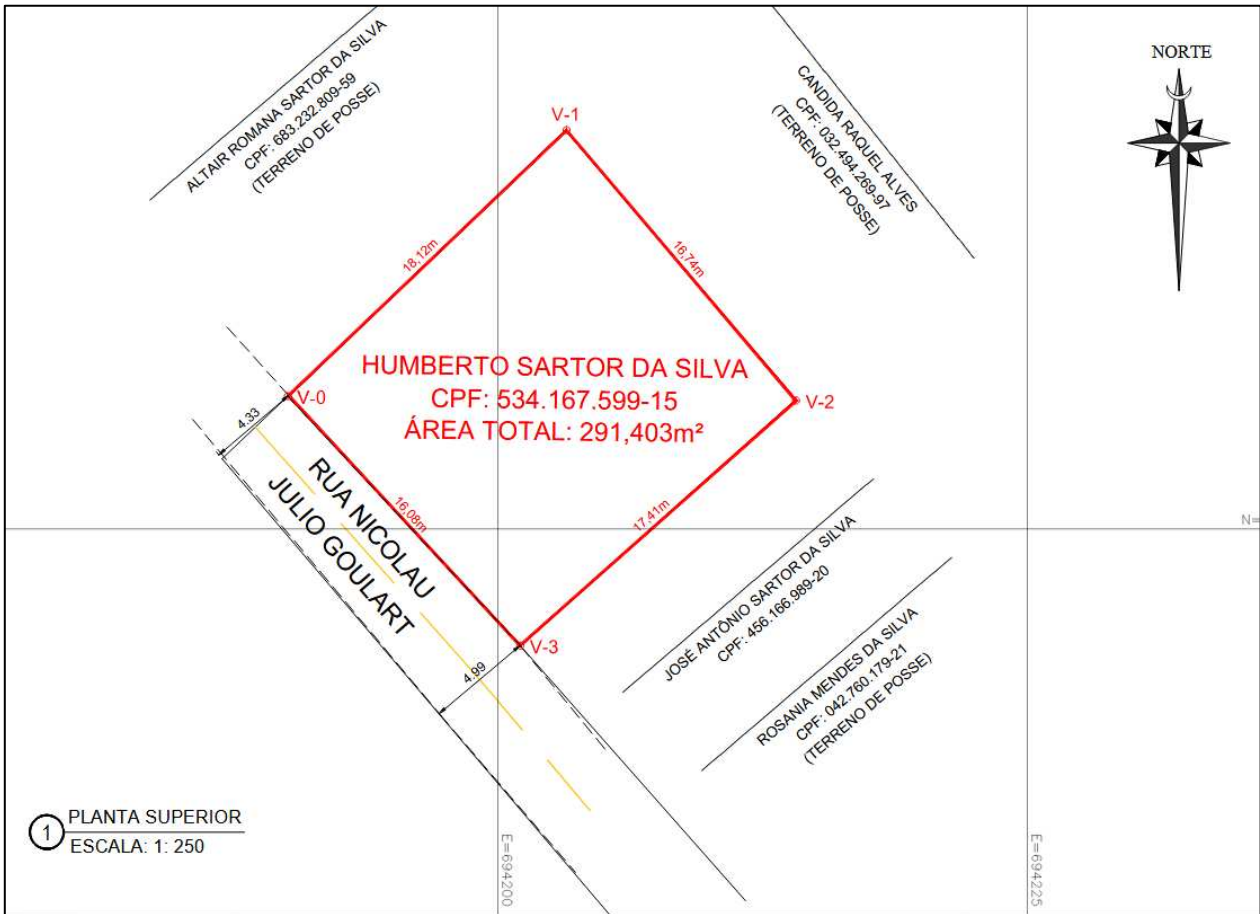 ALTAIR ROMANA SARTOR DA SILVA
CPF: 683.232.809-59
(TERRENO DE POSSE)
CANDIDA RAQUEL ALVES
CPF: 032.494.269-97
(TERRENO DE POSSE)
NORTE
V-1
18,12m
16,74m
HUMBERTO SARTOR DA SILVA
CPF: 534.167.599-15
ÁREA TOTAL: 291,403m²
V-0
V-2
4.33
RUA NICOLAU
JULIO GOULART
16,08m
17,41m
N=
V-3
4.99
JOSÉ ANTÔNIO SARTOR DA SILVA
CPF: 456.166.989-20
ROSANIA MENDES DA SILVA
CPF: 042.760.179-21
(TERRENO DE POSSE)
1
PLANTA SUPERIOR
ESCALA: 1: 250
E=694200
E=694225